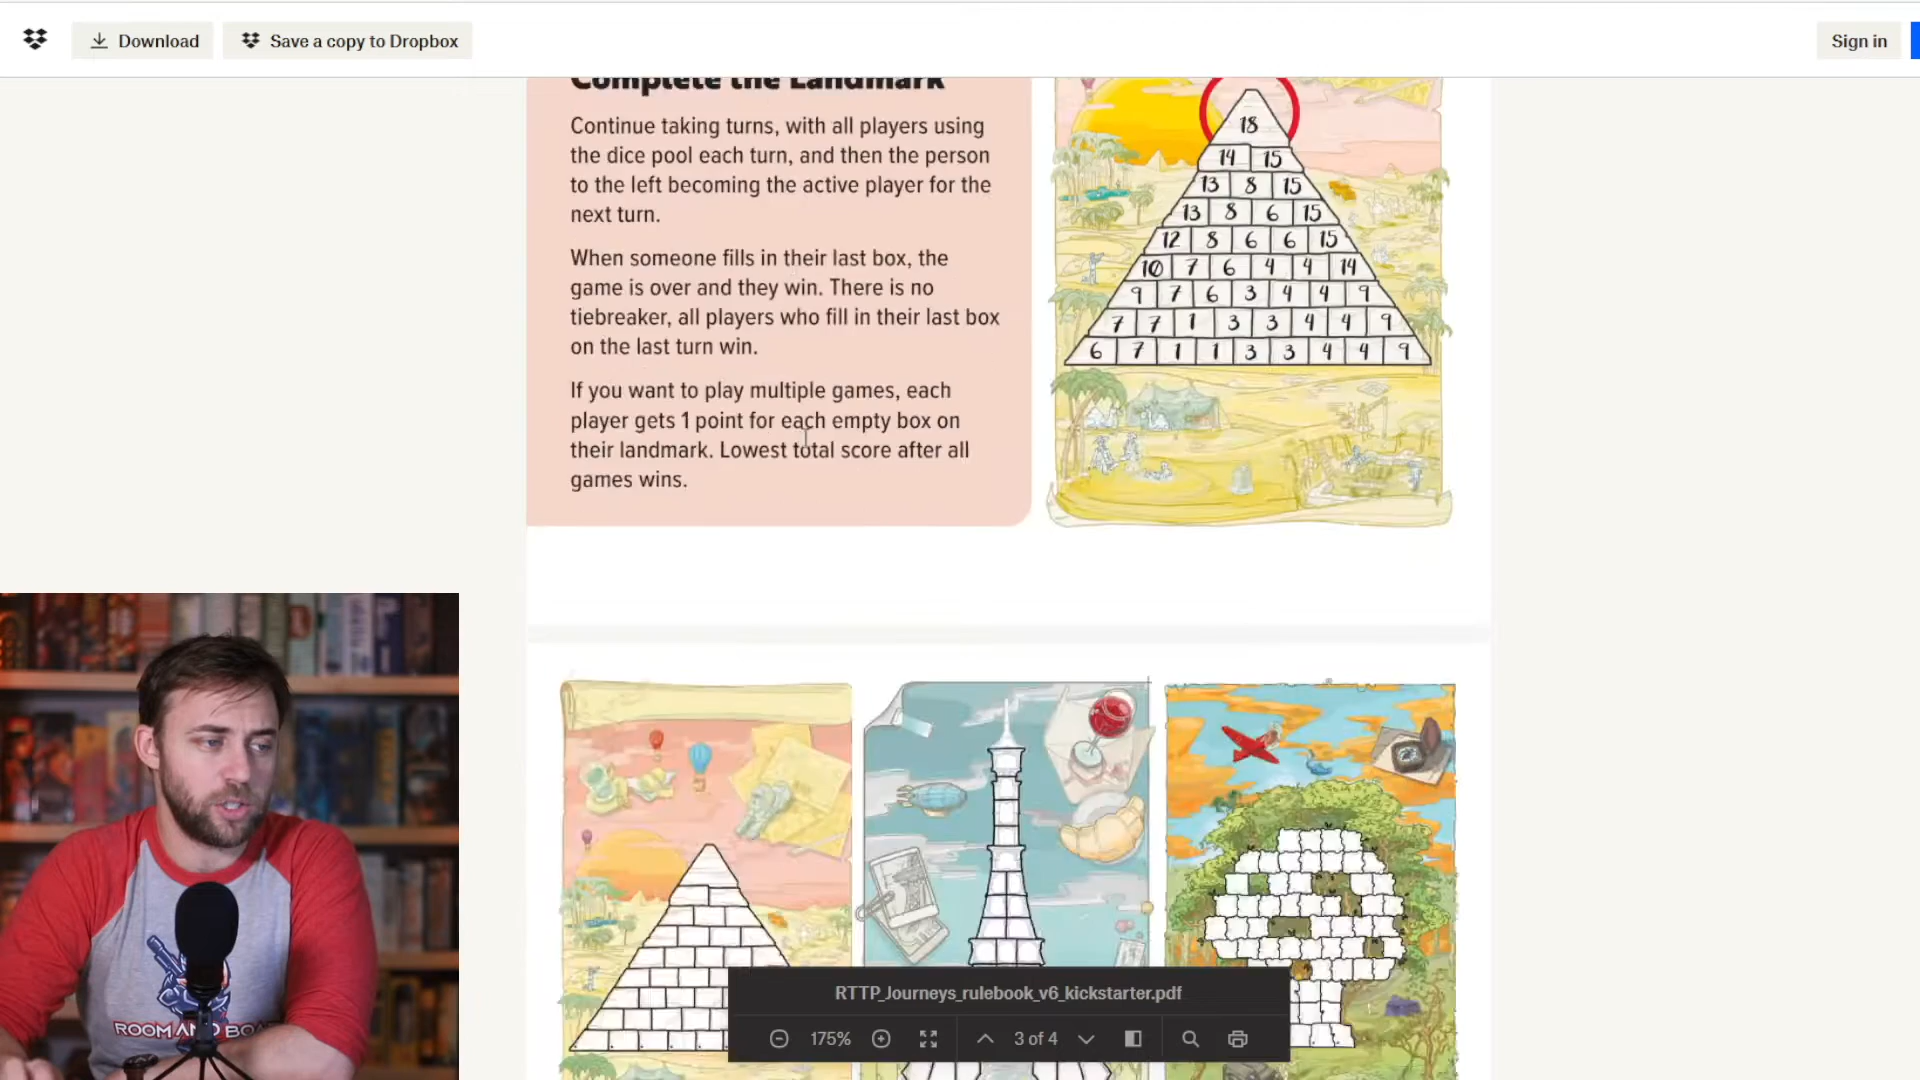 Download
Save a copy to Dropbox
Sign in
Complete the Landmark
Continue taking turns, with all players using
the dice pool each turn, and then the person
to the left becoming the active player for the
next turn.
When someone fills in their last box, the
game is over and they win. There is no
tiebreaker, all players who fill in their last box
on the last turn win.
If you want to play multiple games, each
player gets 1 point for each empty box on
their landmark. Lowest total score after all
games wins.
18
14 15
13 8 15
13 8 6 15
12 8 6 6 15
10 7 6 4 4 14
9 7 6 3 4 4 9
7 7 1 3 3 4 4 9
6 7 1 1 3 3 4 4 9
ROOM AND BOA
RTTP_Journeys_rulebook_v6_kickstarter.pdf
175%
3 of 4